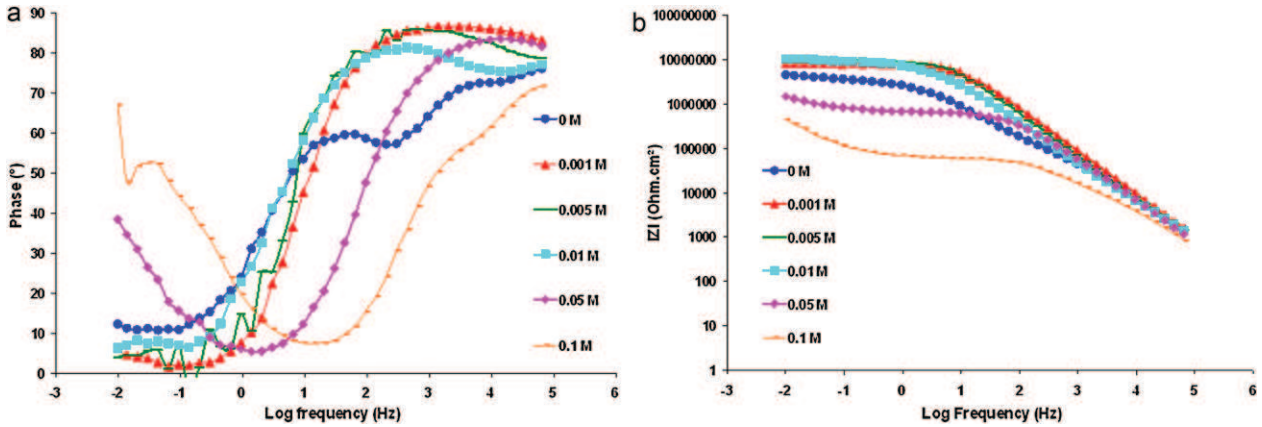 a
90
80
70
60
50
40
30
20
10
0
Phase (°)
-3
-2
-1
0
1
2
3
4
5
6
Log frequency (Hz)
0 M
0.001 M
0.005 M
0.01 M
0.05 M
0.1 M
b
100000000
10000000
1000000
100000
10000
1000
100
10
1
IZI (Ohm.cm²)
-3
-2
-1
0
1
2
3
4
5
6
Log Frequency (Hz)
0 M
0.001 M
0.005 M
0.01 M
0.05 M
0.1 M